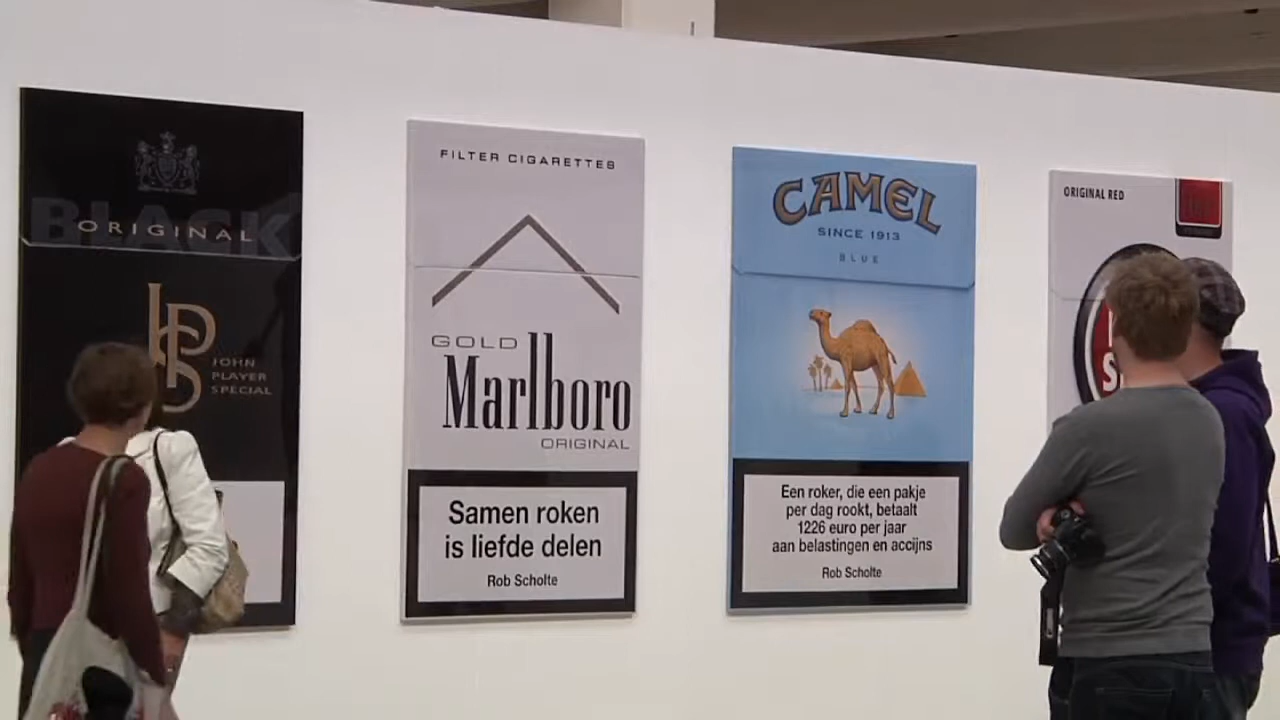 BLACK
ORIGINAL
JPS
JOHN
PLAYER
SPECIAL
FILTER CIGARETTES
GOLD
Marlboro
ORIGINAL
Samen roken
is liefde delen
Rob Scholte
CAMEL
SINCE 1913
BLUE
Een roker, die een pakje
per dag rookt, betaalt
1226 euro per jaar
aan belastingen en accijns
Rob Scholte
ORIGINAL RED